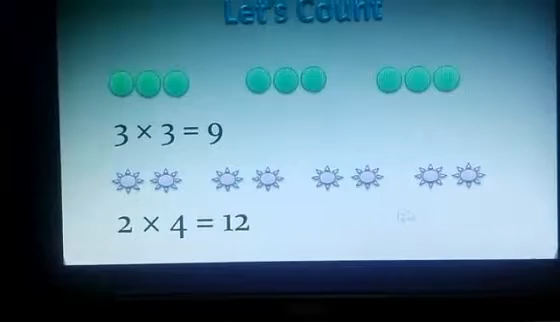 Let's Count
3 × 3 = 9
2 × 4 = 12